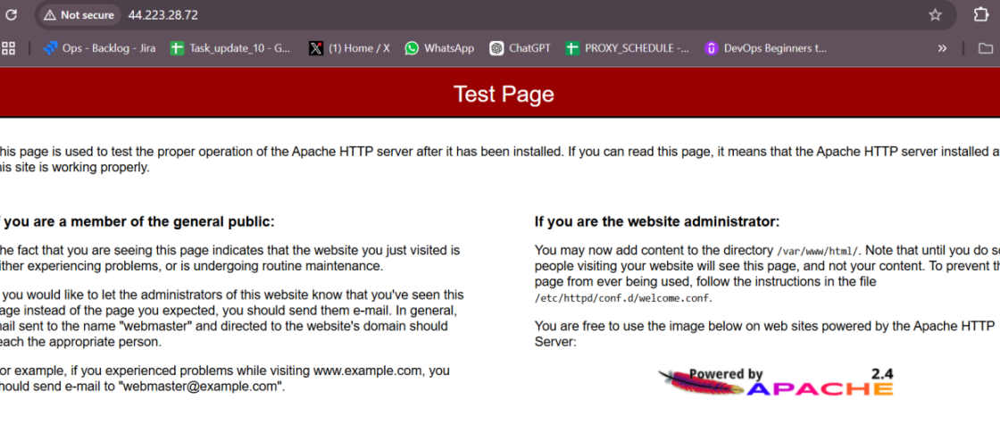 Not secure 44.223.28.72
Ops - Backlog - Jira Task_update_10 - G... (1) Home / X WhatsApp ChatGPT PROXY_SCHEDULE -... DevOps Beginners t... »
Test Page
his page is used to test the proper operation of the Apache HTTP server after it has been installed. If you can read this page, it means that the Apache HTTP server installed a
his site is working properly.
f you are a member of the general public:
he fact that you are seeing this page indicates that the website you just visited is
ither experiencing problems, or is undergoing routine maintenance.
you would like to let the administrators of this website know that you've seen this
age instead of the page you expected, you should send them e-mail. In general,
ail sent to the name "webmaster" and directed to the website's domain should
each the appropriate person.
or example, if you experienced problems while visiting www.example.com, you
hould send e-mail to "webmaster@example.com".
If you are the website administrator:
You may now add content to the directory /var/www/html/. Note that until you do so
people visiting your website will see this page, and not your content. To prevent th
page from ever being used, follow the instructions in the file
/etc/httpd/conf.d/welcome.conf.
You are free to use the image below on web sites powered by the Apache HTTP
Server:
Powered by 2.4
APACHE